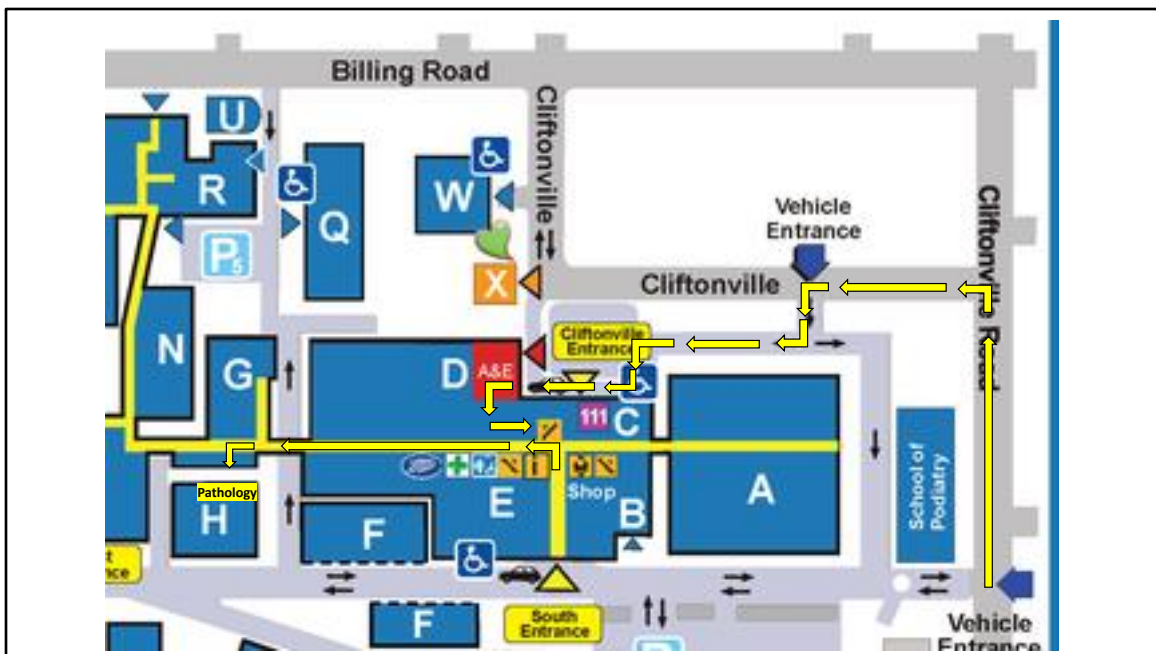 Billing Road
Cliftonville
U
R
Q
W
P5
X
Vehicle
Entrance
Cliftonville
Cliftonville Road
N
G
D
A&E
Cliftonville
Entrance
111
C
A
School of
Podiatry
Pathology
H
E
i
Shop
B
F
South
Entrance
F
Vehicle
Entrance